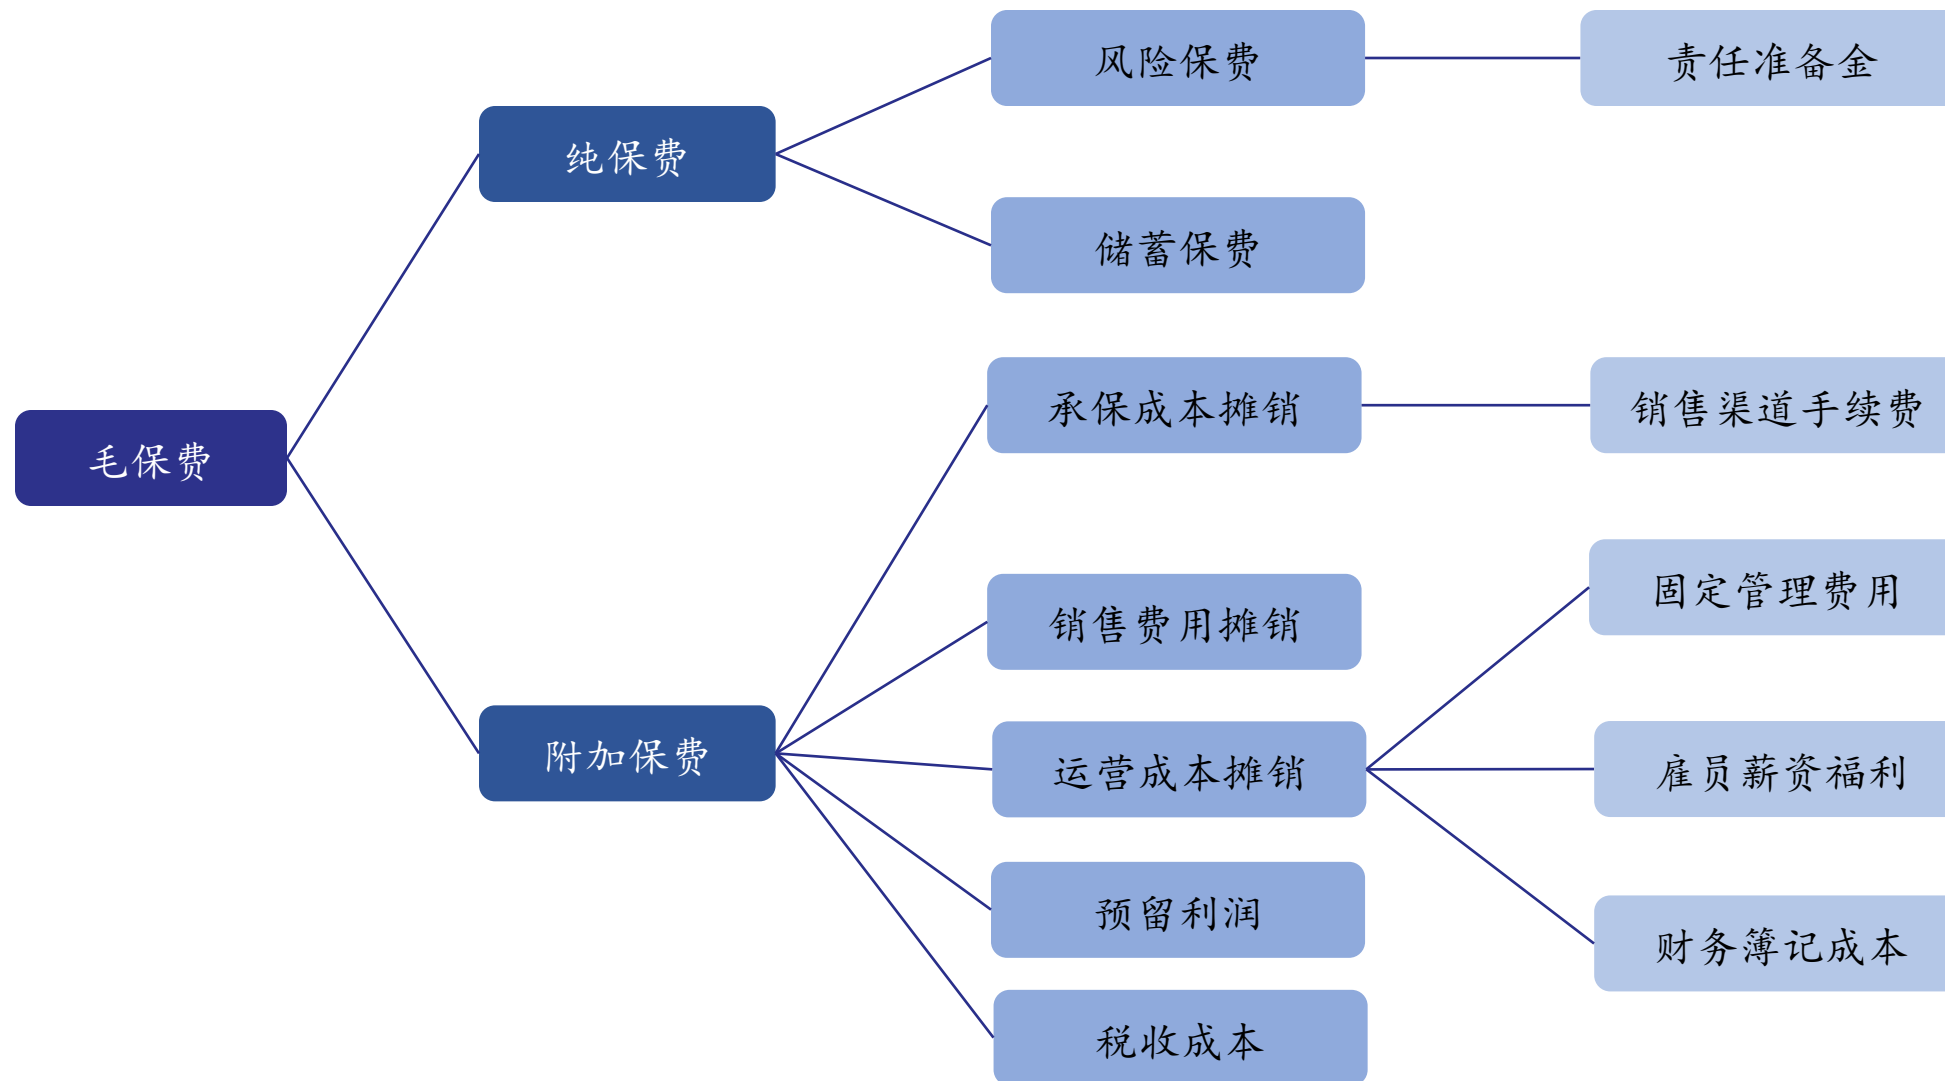 风险保费
责任准备金
纯保费
储蓄保费
承保成本摊销
销售渠道手续费
毛保费
固定管理费用
销售费用摊销
附加保费
运营成本摊销
雇员薪资福利
预留利润
财务簿记成本
税收成本